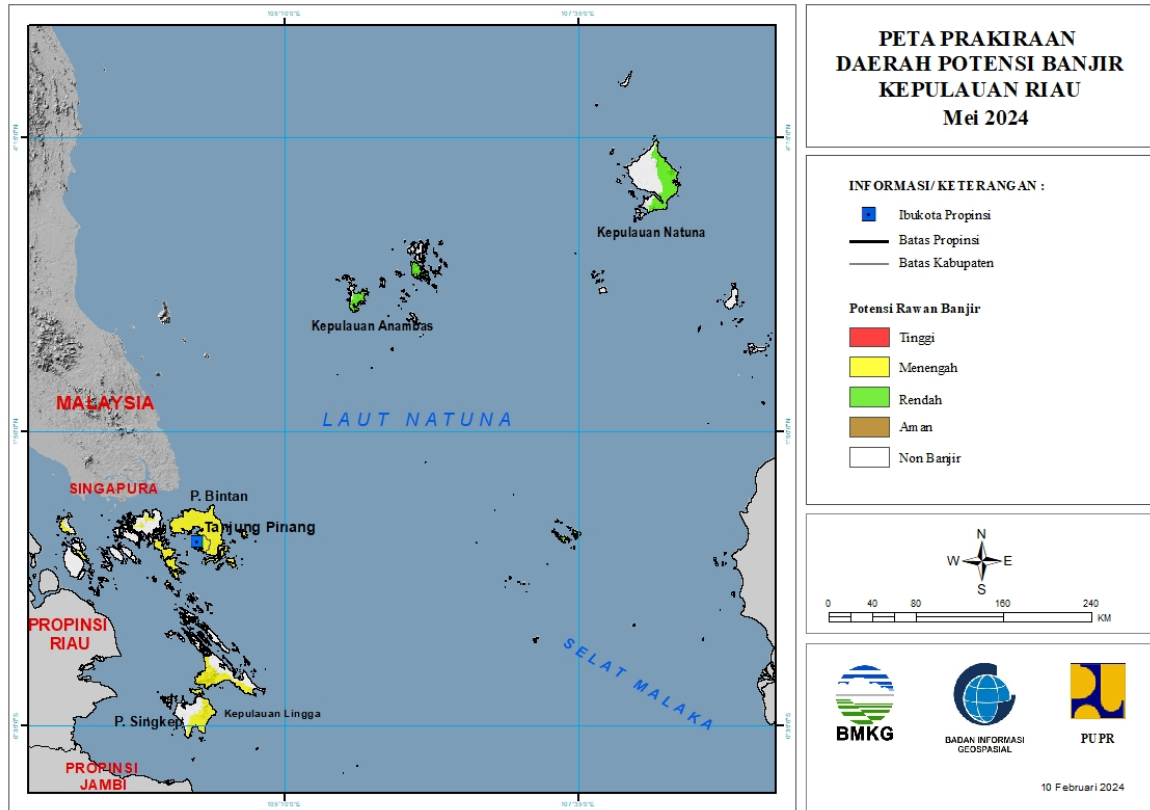 PETA PRAKIRAAN
DAERAH POTENSI BANJIR
KEPULAUAN RIAU
Mei 2024
INFORMASI/ KETERANGAN :
Ibukota Propinsi
Batas Propinsi
Batas Kabupaten
Potensi Rawan Banjir
Tinggi
Menengah
Rendah
Aman
Non Banjir
N
W E
S
0 40 80 160 240
KM
BMKG
BADAN INFORMASI
GEOSPASIAL
PUPR
10 Februari 2024
Kepulauan Natuna
Kepulauan Anambas
MALAYSIA
LAUT NATUNA
SINGAPURA
P. Bintan
Tanjung Pinang
PROPINSI
RIAU
SELAT MALAKA
P. Singkep
Kepulauan Lingga
PROPINSI
JAMBI